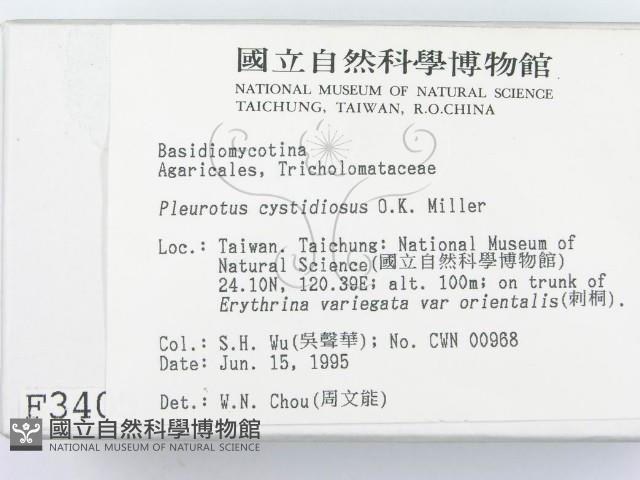 國立自然科學博物館
NATIONAL MUSEUM OF NATURAL SCIENCE
TAICHUNG, TAIWAN, R.O.CHINA
Basidiomycotina
Agaricales, Tricholomataceae
Pleurotus cystidiosus O.K. Miller
Loc.: Taiwan. Taichung: National Museum of
Natural Science(國立自然科學博物館)
24.10N, 120.39E; alt. 100m; on trunk of
Erythrina variegata var orientalis(刺桐).
Col.: S.H. Wu(吳聲華); No. CWN 00968
Date: Jun. 15, 1995
Det.: W.N. Chou(周文能)
F340
國立自然科學博物館
NATIONAL MUSEUM OF NATURAL SCIENCE